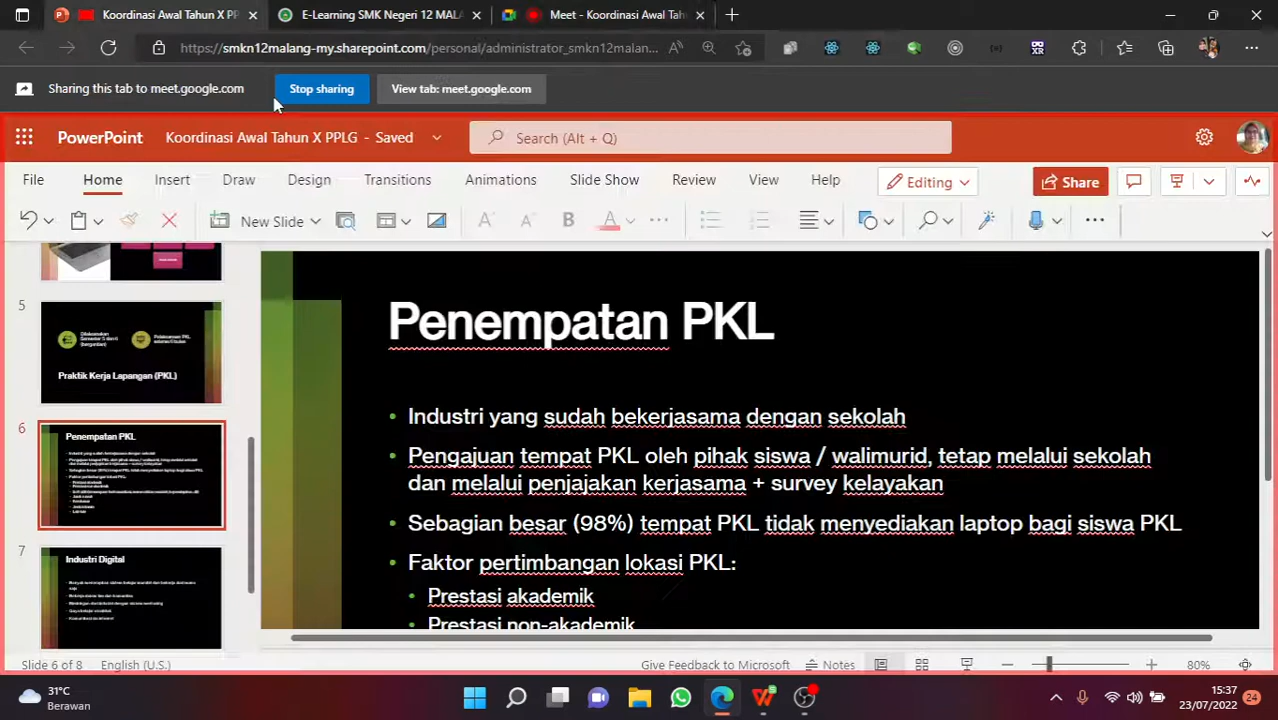 Koordinasi Awal Tahun X PP
E-Learning SMK Negeri 12 MALA
Meet - Koordinasi Awal Tahu
https://smkn12malang-my.sharepoint.com/personal/administrator_smkn12malan...
Sharing this tab to meet.google.com
Stop sharing
View tab: meet.google.com
PowerPoint
Koordinasi Awal Tahun X PPLG - Saved
Search (Alt + Q)
File
Home
Insert
Draw
Design
Transitions
Animations
Slide Show
Review
View
Help
Editing
Share
New Slide
5
Praktik Kerja Lapangan (PKL)
6
Penempatan PKL
7
Industri Digital
Penempatan PKL
• Industri yang sudah bekerjasama dengan sekolah
• Pengajuan tempat PKL oleh pihak siswa / walimurid, tetap melalui sekolah
dan melalui penjajakan kerjasama + survey kelayakan
• Sebagian besar (98%) tempat PKL tidak menyediakan laptop bagi siswa PKL
• Faktor pertimbangan lokasi PKL:
• Prestasi akademik
• Prestasi non-akademik
Slide 6 of 8
English (U.S.)
Give Feedback to Microsoft
Notes
80%
31°C
Berawan
15:37
23/07/2022
24